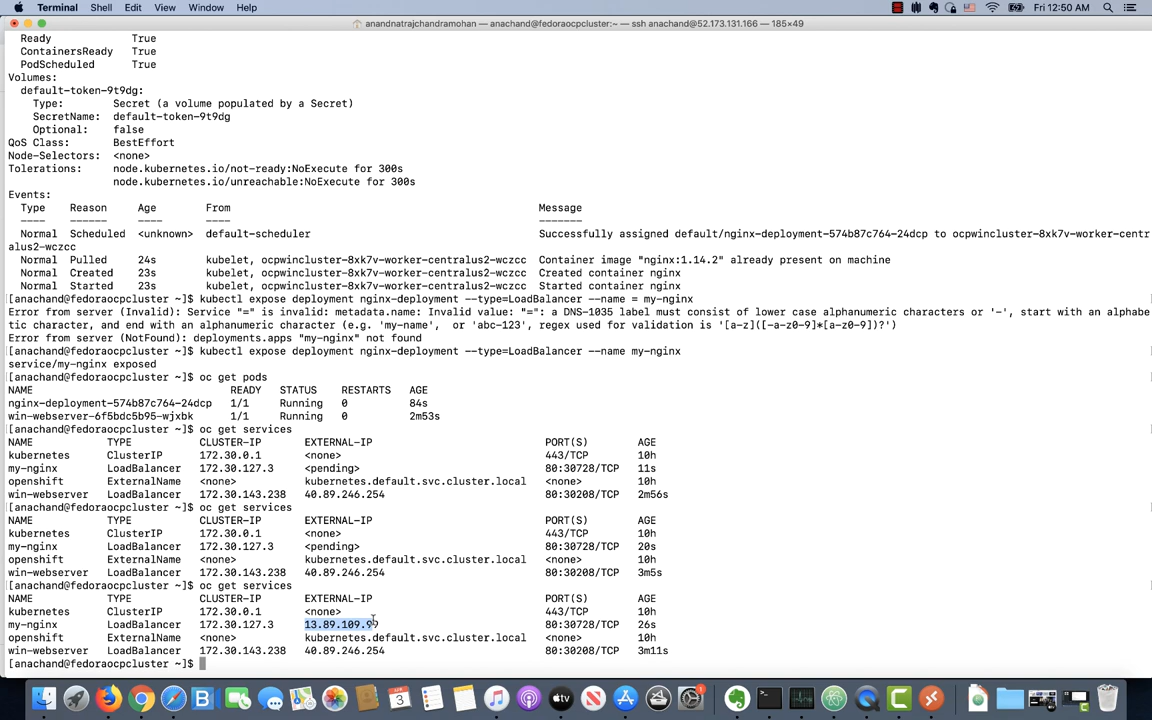 Terminal Shell Edit View Window Help Fri 12:50 AM
anandnatrajchandramohan — anachand@fedoraocpcluster:~ — ssh anachand@52.173.131.166 — 185×49
Ready True
ContainersReady True
PodScheduled True
Volumes:
default-token-9t9dg:
Type: Secret (a volume populated by a Secret)
SecretName: default-token-9t9dg
Optional: false
QoS Class: BestEffort
Node-Selectors: <none>
Tolerations: node.kubernetes.io/not-ready:NoExecute for 300s
node.kubernetes.io/unreachable:NoExecute for 300s
Events:
Type Reason Age From Message
---- ------ ---- ---- -------
Normal Scheduled <unknown> default-scheduler Successfully assigned default/nginx-deployment-574b87c764-24dcp to ocpwincluster-8xk7v-worker-centr
alus2-wczcc
Normal Pulled 24s kubelet, ocpwincluster-8xk7v-worker-centralus2-wczcc Container image "nginx:1.14.2" already present on machine
Normal Created 23s kubelet, ocpwincluster-8xk7v-worker-centralus2-wczcc Created container nginx
Normal Started 23s kubelet, ocpwincluster-8xk7v-worker-centralus2-wczcc Started container nginx
[anachand@fedoraocpcluster ~]$ kubectl expose deployment nginx-deployment --type=LoadBalancer --name = my-nginx
Error from server (Invalid): Service "=" is invalid: metadata.name: Invalid value: "=": a DNS-1035 label must consist of lower case alphanumeric characters or '-', start with an alphabe
tic character, and end with an alphanumeric character (e.g. 'my-name', or 'abc-123', regex used for validation is '[a-z]([-a-z0-9]*[a-z0-9])?')
Error from server (NotFound): deployments.apps "my-nginx" not found
[anachand@fedoraocpcluster ~]$ kubectl expose deployment nginx-deployment --type=LoadBalancer --name my-nginx
service/my-nginx exposed
[anachand@fedoraocpcluster ~]$ oc get pods
NAME READY STATUS RESTARTS AGE
nginx-deployment-574b87c764-24dcp 1/1 Running 0 84s
win-webserver-6f5bdc5b95-wjxbk 1/1 Running 0 2m53s
[anachand@fedoraocpcluster ~]$ oc get services
NAME TYPE CLUSTER-IP EXTERNAL-IP PORT(S) AGE
kubernetes ClusterIP 172.30.0.1 <none> 443/TCP 10h
my-nginx LoadBalancer 172.30.127.3 <pending> 80:30728/TCP 11s
openshift ExternalName <none> kubernetes.default.svc.cluster.local <none> 10h
win-webserver LoadBalancer 172.30.143.238 40.89.246.254 80:30208/TCP 2m56s
[anachand@fedoraocpcluster ~]$ oc get services
NAME TYPE CLUSTER-IP EXTERNAL-IP PORT(S) AGE
kubernetes ClusterIP 172.30.0.1 <none> 443/TCP 10h
my-nginx LoadBalancer 172.30.127.3 <pending> 80:30728/TCP 20s
openshift ExternalName <none> kubernetes.default.svc.cluster.local <none> 10h
win-webserver LoadBalancer 172.30.143.238 40.89.246.254 80:30208/TCP 3m5s
[anachand@fedoraocpcluster ~]$ oc get services
NAME TYPE CLUSTER-IP EXTERNAL-IP PORT(S) AGE
kubernetes ClusterIP 172.30.0.1 <none> 443/TCP 10h
my-nginx LoadBalancer 172.30.127.3 13.89.109.99 80:30728/TCP 26s
openshift ExternalName <none> kubernetes.default.svc.cluster.local <none> 10h
win-webserver LoadBalancer 172.30.143.238 40.89.246.254 80:30208/TCP 3m11s
[anachand@fedoraocpcluster ~]$